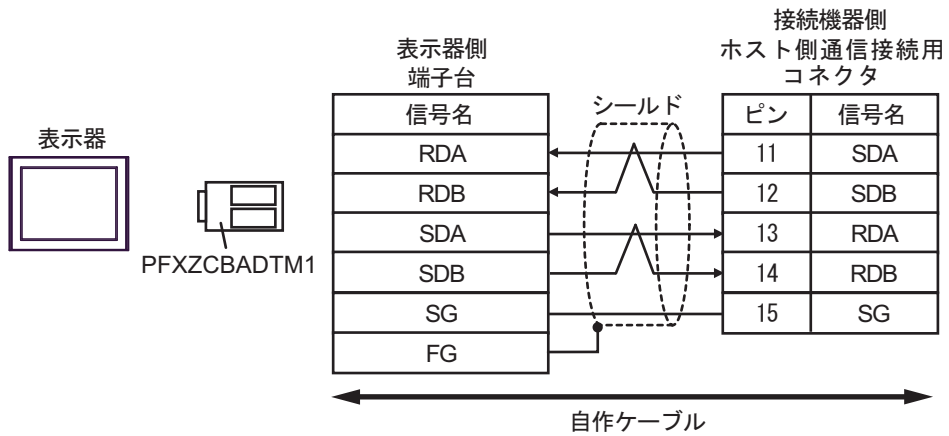 接続機器側
表示器側
ホスト側通信接続用
端子台
コネクタ
信号名
シールド
ピン 信号名
表示器
RDA
11 SDA
RDB
12 SDB
SDA
13 RDA
PFXZCBADTM1
SDB
14 RDB
SG
15 SG
FG
自作ケーブル